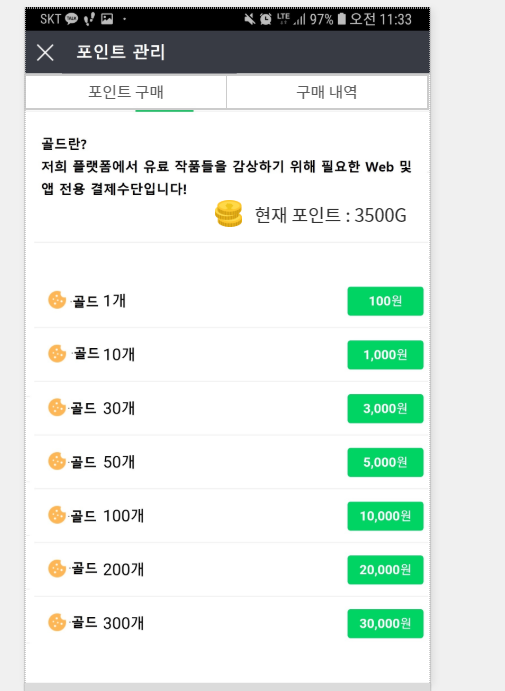 SKT 97% 오전 11:33
포인트 관리
포인트 구매 구매 내역
골드란?
저희 플랫폼에서 유료 작품들을 감상하기 위해 필요한 Web 및
앱 전용 결제수단입니다!
현재 포인트 : 3500G
골드 1개 100원
골드 10개 1,000원
골드 30개 3,000원
골드 50개 5,000원
골드 100개 10,000원
골드 200개 20,000원
골드 300개 30,000원